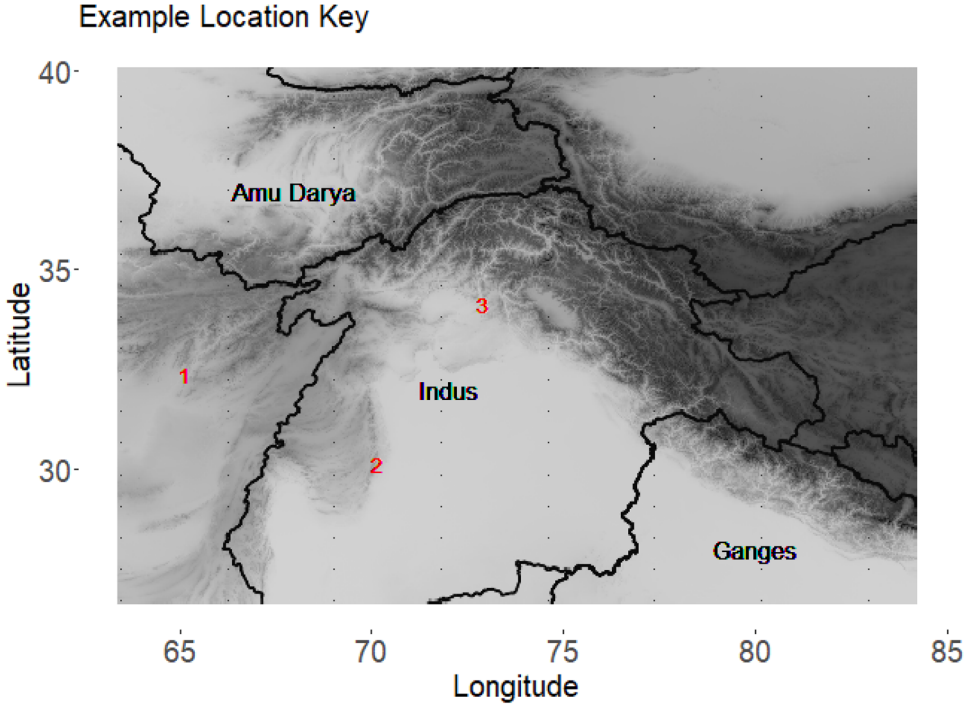 Example Location Key
40
Amu Darya
35
3
1
Indus
2
30
Ganges
Latitude
65 70 75 80 85
Longitude